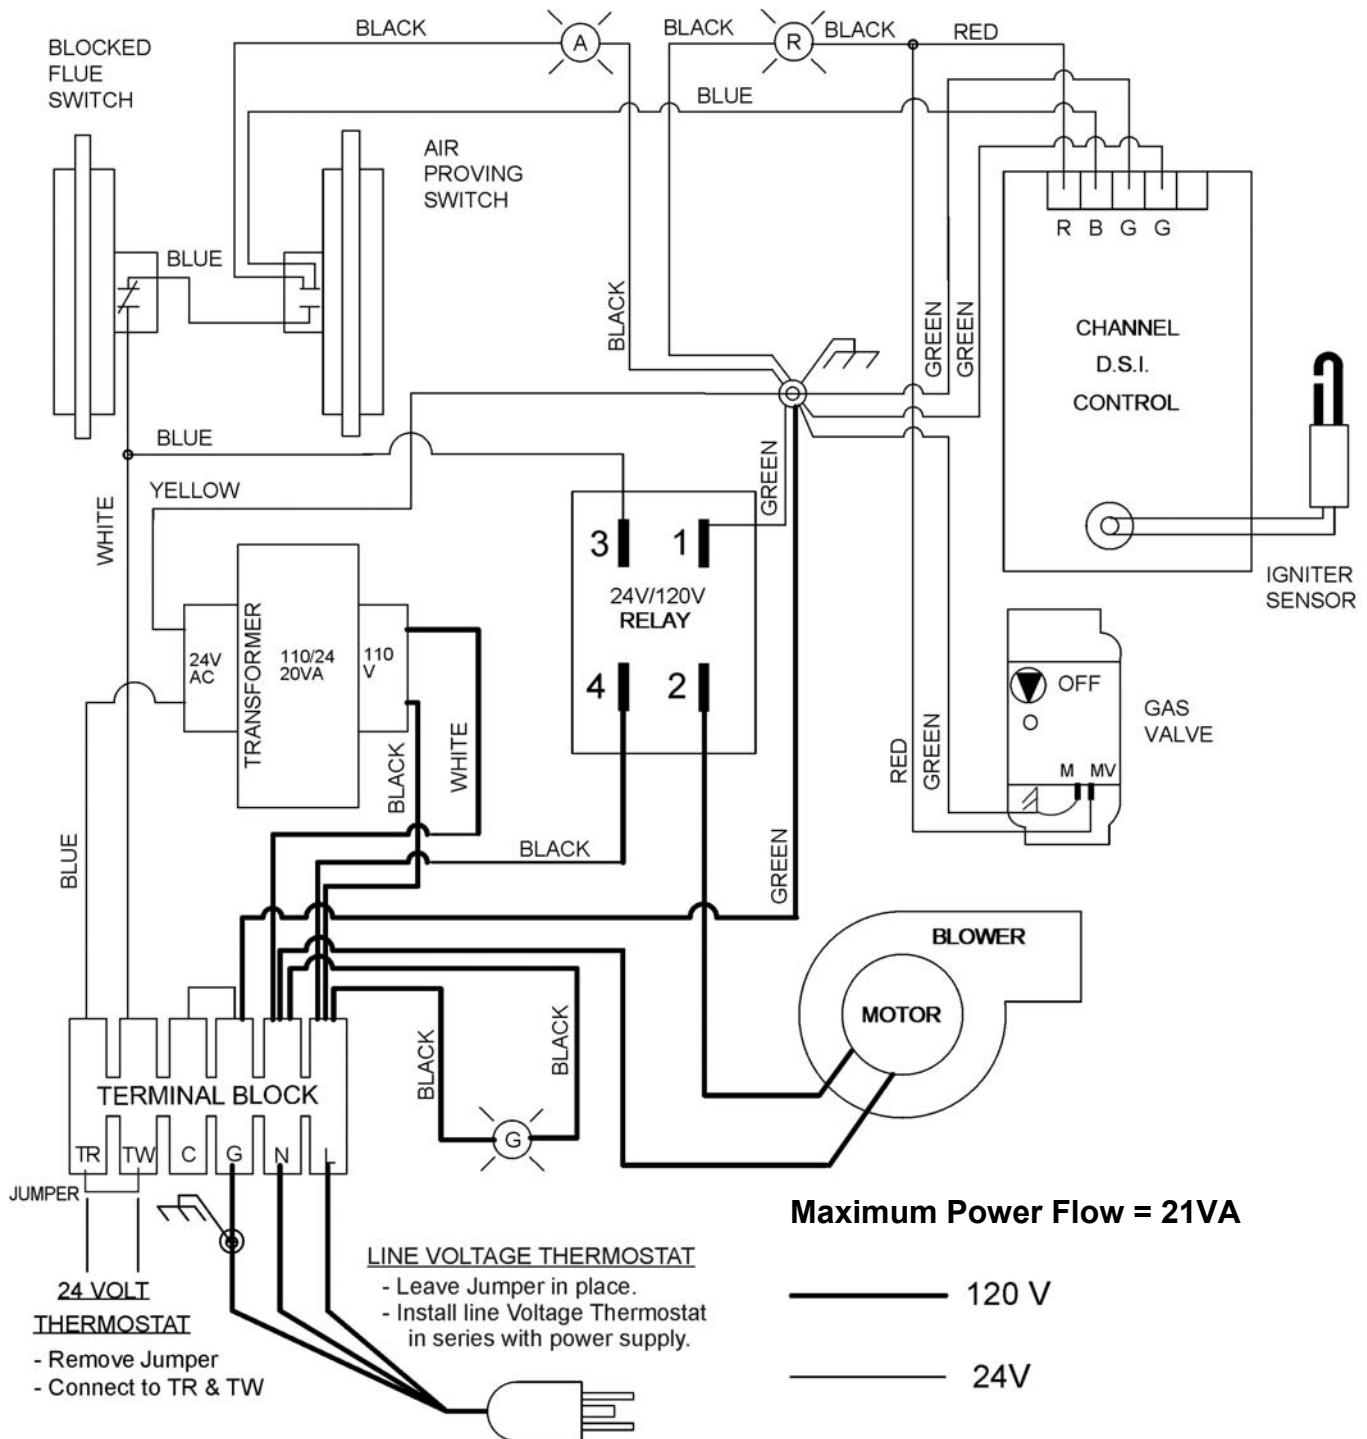 BLACK
A
BLACK
R
BLACK
RED
BLOCKED
FLUE
SWITCH
BLUE
AIR
PROVING
SWITCH
R B G G
BLUE
BLACK
GREEN
GREEN
CHANNEL
D.S.I.
CONTROL
BLUE
YELLOW
WHITE
GREEN
3 1
24V/120V
RELAY
4 2
IGNITER
SENSOR
TRANSFORMER
24V
AC
110/24
20VA
110
V
BLACK
WHITE
OFF
O
M MV
GAS
VALVE
RED
GREEN
BLUE
BLACK
GREEN
BLOWER
MOTOR
BLACK
BLACK
G
TERMINAL BLOCK
TR TW C G N L
JUMPER
24 VOLT
THERMOSTAT
- Remove Jumper
- Connect to TR & TW
LINE VOLTAGE THERMOSTAT
- Leave Jumper in place.
- Install line Voltage Thermostat
in series with power supply.
Maximum Power Flow = 21VA
120 V
24V